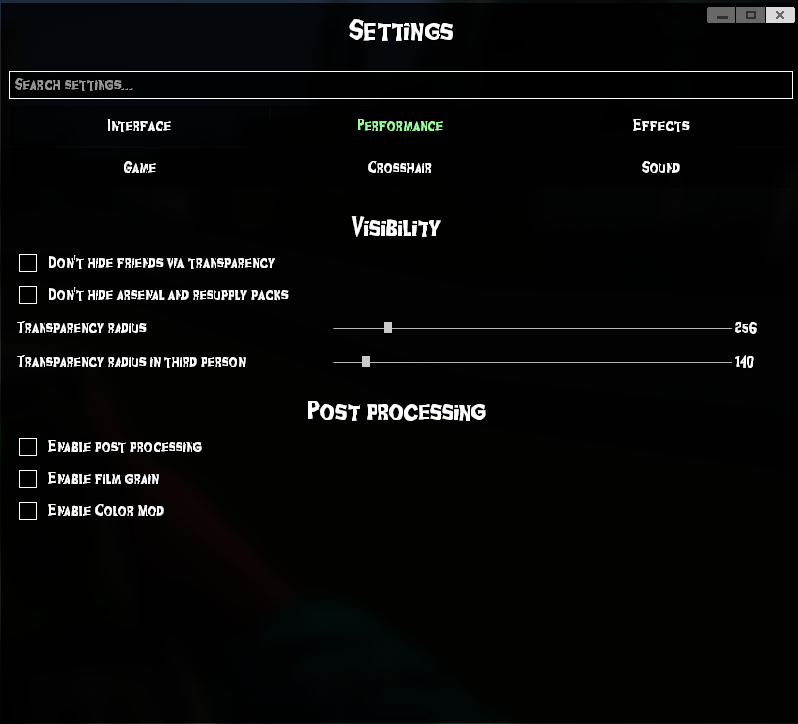 Settings
Search settings...
Interface Performance Effects
Game Crosshair Sound
Visibility
Don't hide friends via transparency
Don't hide arsenal and resupply packs
Transparency radius 256
Transparency radius in third person 140
Post processing
Enable post processing
Enable film grain
Enable Color Mod